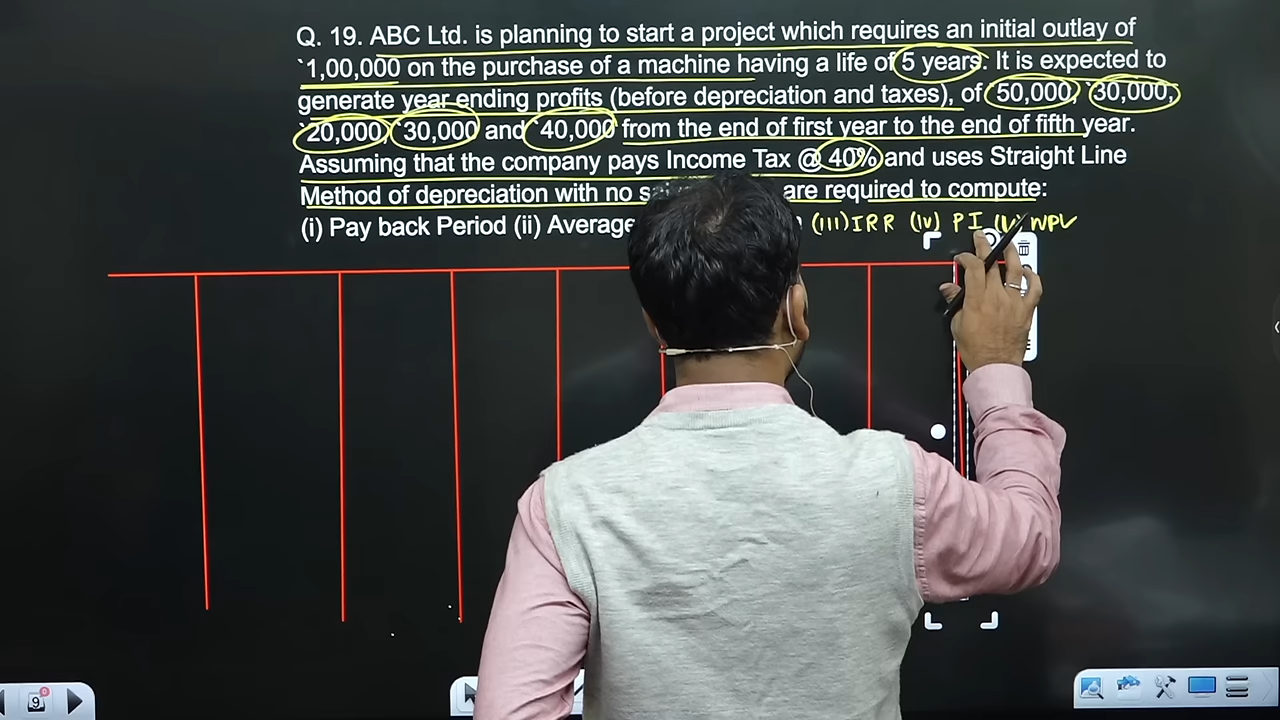 Q. 19. ABC Ltd. is planning to start a project which requires an initial outlay of
`1,00,000 on the purchase of a machine having a life of 5 years. It is expected to
generate year ending profits (before depreciation and taxes), of `50,000, `30,000,
`20,000, `30,000 and `40,000 from the end of first year to the end of fifth year.
Assuming that the company pays Income Tax @ 40% and uses Straight Line
Method of depreciation with no are required to compute:
(i) Pay back Period (ii) Average (iii) IRR (iv) PI (v) NPV
9